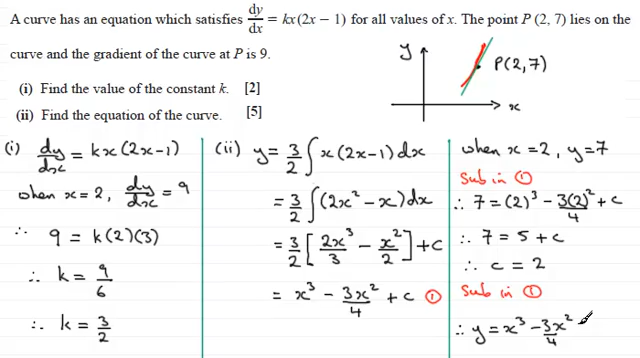 A curve has an equation which satisfies dy/dx = kx(2x − 1) for all values of x. The point P (2, 7) lies on the
curve and the gradient of the curve at P is 9.
(i) Find the value of the constant k. [2]
(ii) Find the equation of the curve. [5]
y
P(2,7)
x
(i) dy/dx = kx(2x-1)
when x = 2, dy/dx = 9
∴ 9 = k(2)(3)
∴ k = 9/6
∴ k = 3/2
(ii) y = 3/2 ∫ x(2x-1) dx
= 3/2 ∫ (2x² - x) dx
= 3/2 [ 2x³/3 - x²/2 ] + c
= x³ - 3x²/4 + c ①
when x = 2, y = 7
Sub in ①
∴ 7 = (2)³ - 3(2)²/4 + c
∴ 7 = 5 + c
∴ c = 2
Sub in ①
∴ y = x³ - 3x²/4